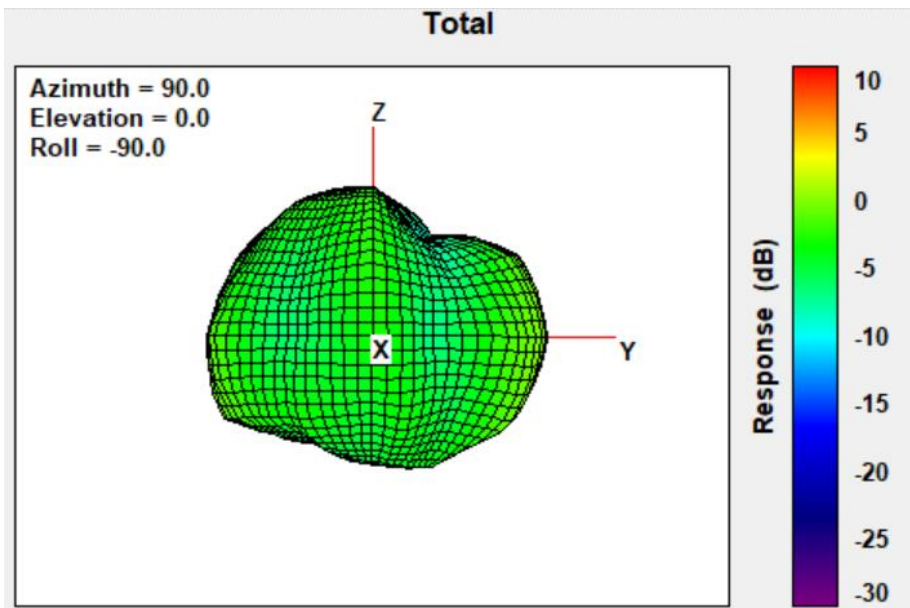 Total
Azimuth = 90.0
Elevation = 0.0
Roll = -90.0
Z
X
Y
Response (dB)
10
5
0
-5
-10
-15
-20
-25
-30